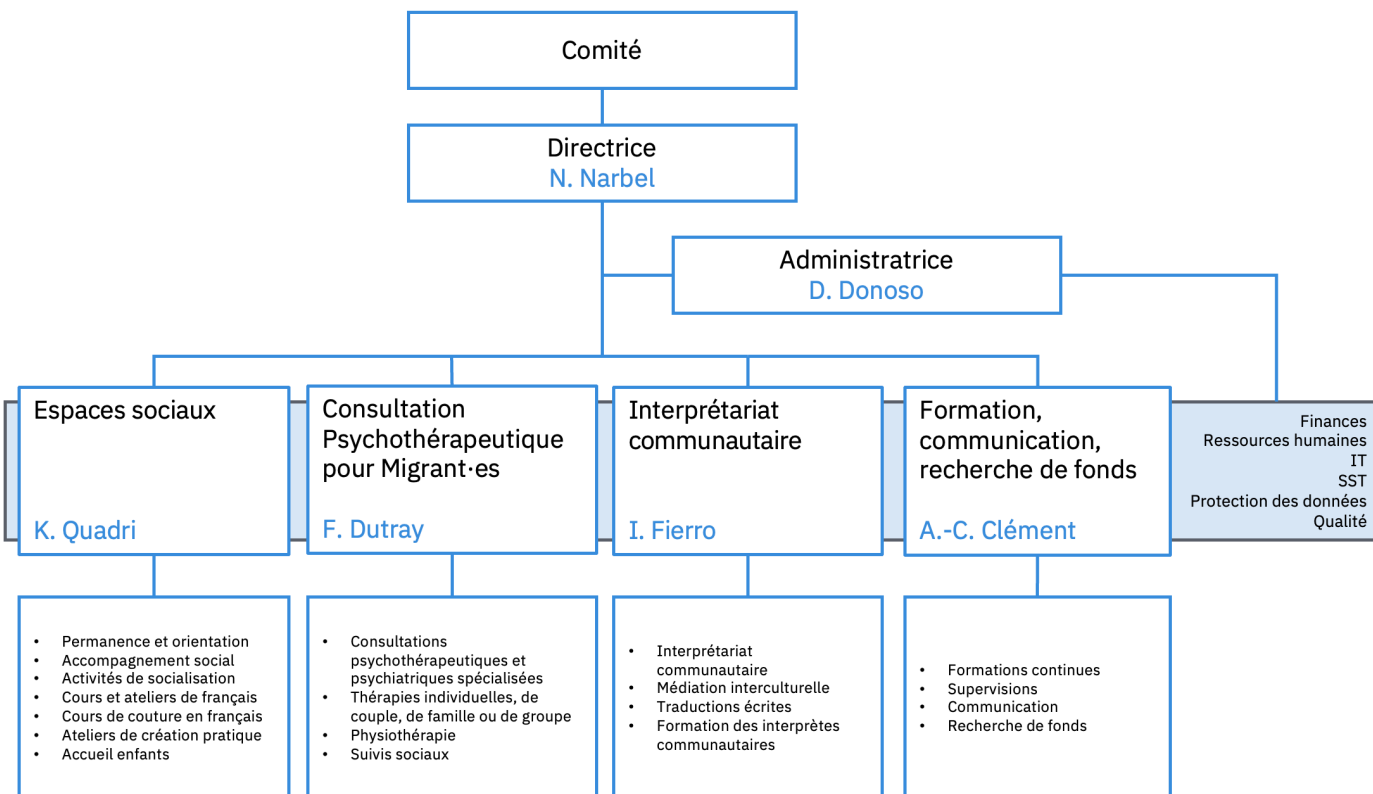 Comité
Directrice
N. Narbel
Administratrice
D. Donoso
Espaces sociaux
K. Quadri
Consultation
Psychothérapeutique
pour Migrant·es
F. Dutray
Interprétariat
communautaire
I. Fierro
Formation,
communication,
recherche de fonds
A.-C. Clément
Finances
Ressources humaines
IT
SST
Protection des données
Qualité
• Permanence et orientation
• Accompagnement social
• Activités de socialisation
• Cours et ateliers de français
• Cours de couture en français
• Ateliers de création pratique
• Accueil enfants
• Consultations
psychothérapeutiques et
psychiatriques spécialisées
• Thérapies individuelles, de
couple, de famille ou de groupe
• Physiothérapie
• Suivis sociaux
• Interprétariat
communautaire
• Médiation interculturelle
• Traductions écrites
• Formation des interprètes
communautaires
• Formations continues
• Supervisions
• Communication
• Recherche de fonds